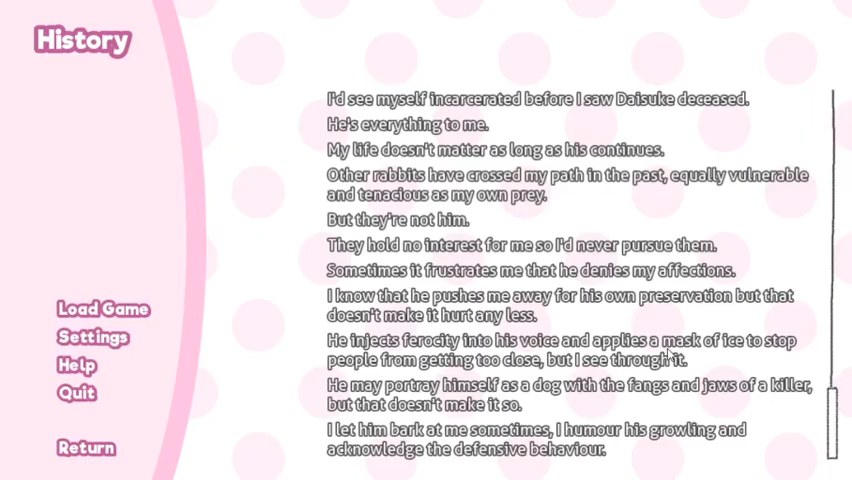 History
I'd see myself incarcerated before I saw Daisuke deceased.
He's everything to me.
My life doesn't matter as long as his continues.
Other rabbits have crossed my path in the past, equally vulnerable
and tenacious as my own prey.
But they're not him.
They hold no interest for me so I'd never pursue them.
Sometimes it frustrates me that he denies my affections.
I know that he pushes me away for his own preservation but that
doesn't make it hurt any less.
He injects ferocity into his voice and applies a mask of ice to stop
people from getting too close, but I see through it.
He may portray himself as a dog with the fangs and jaws of a killer,
but that doesn't make it so.
I let him bark at me sometimes, I humour his growling and
acknowledge the defensive behaviour.
Load Game
Settings
Help
Quit
Return